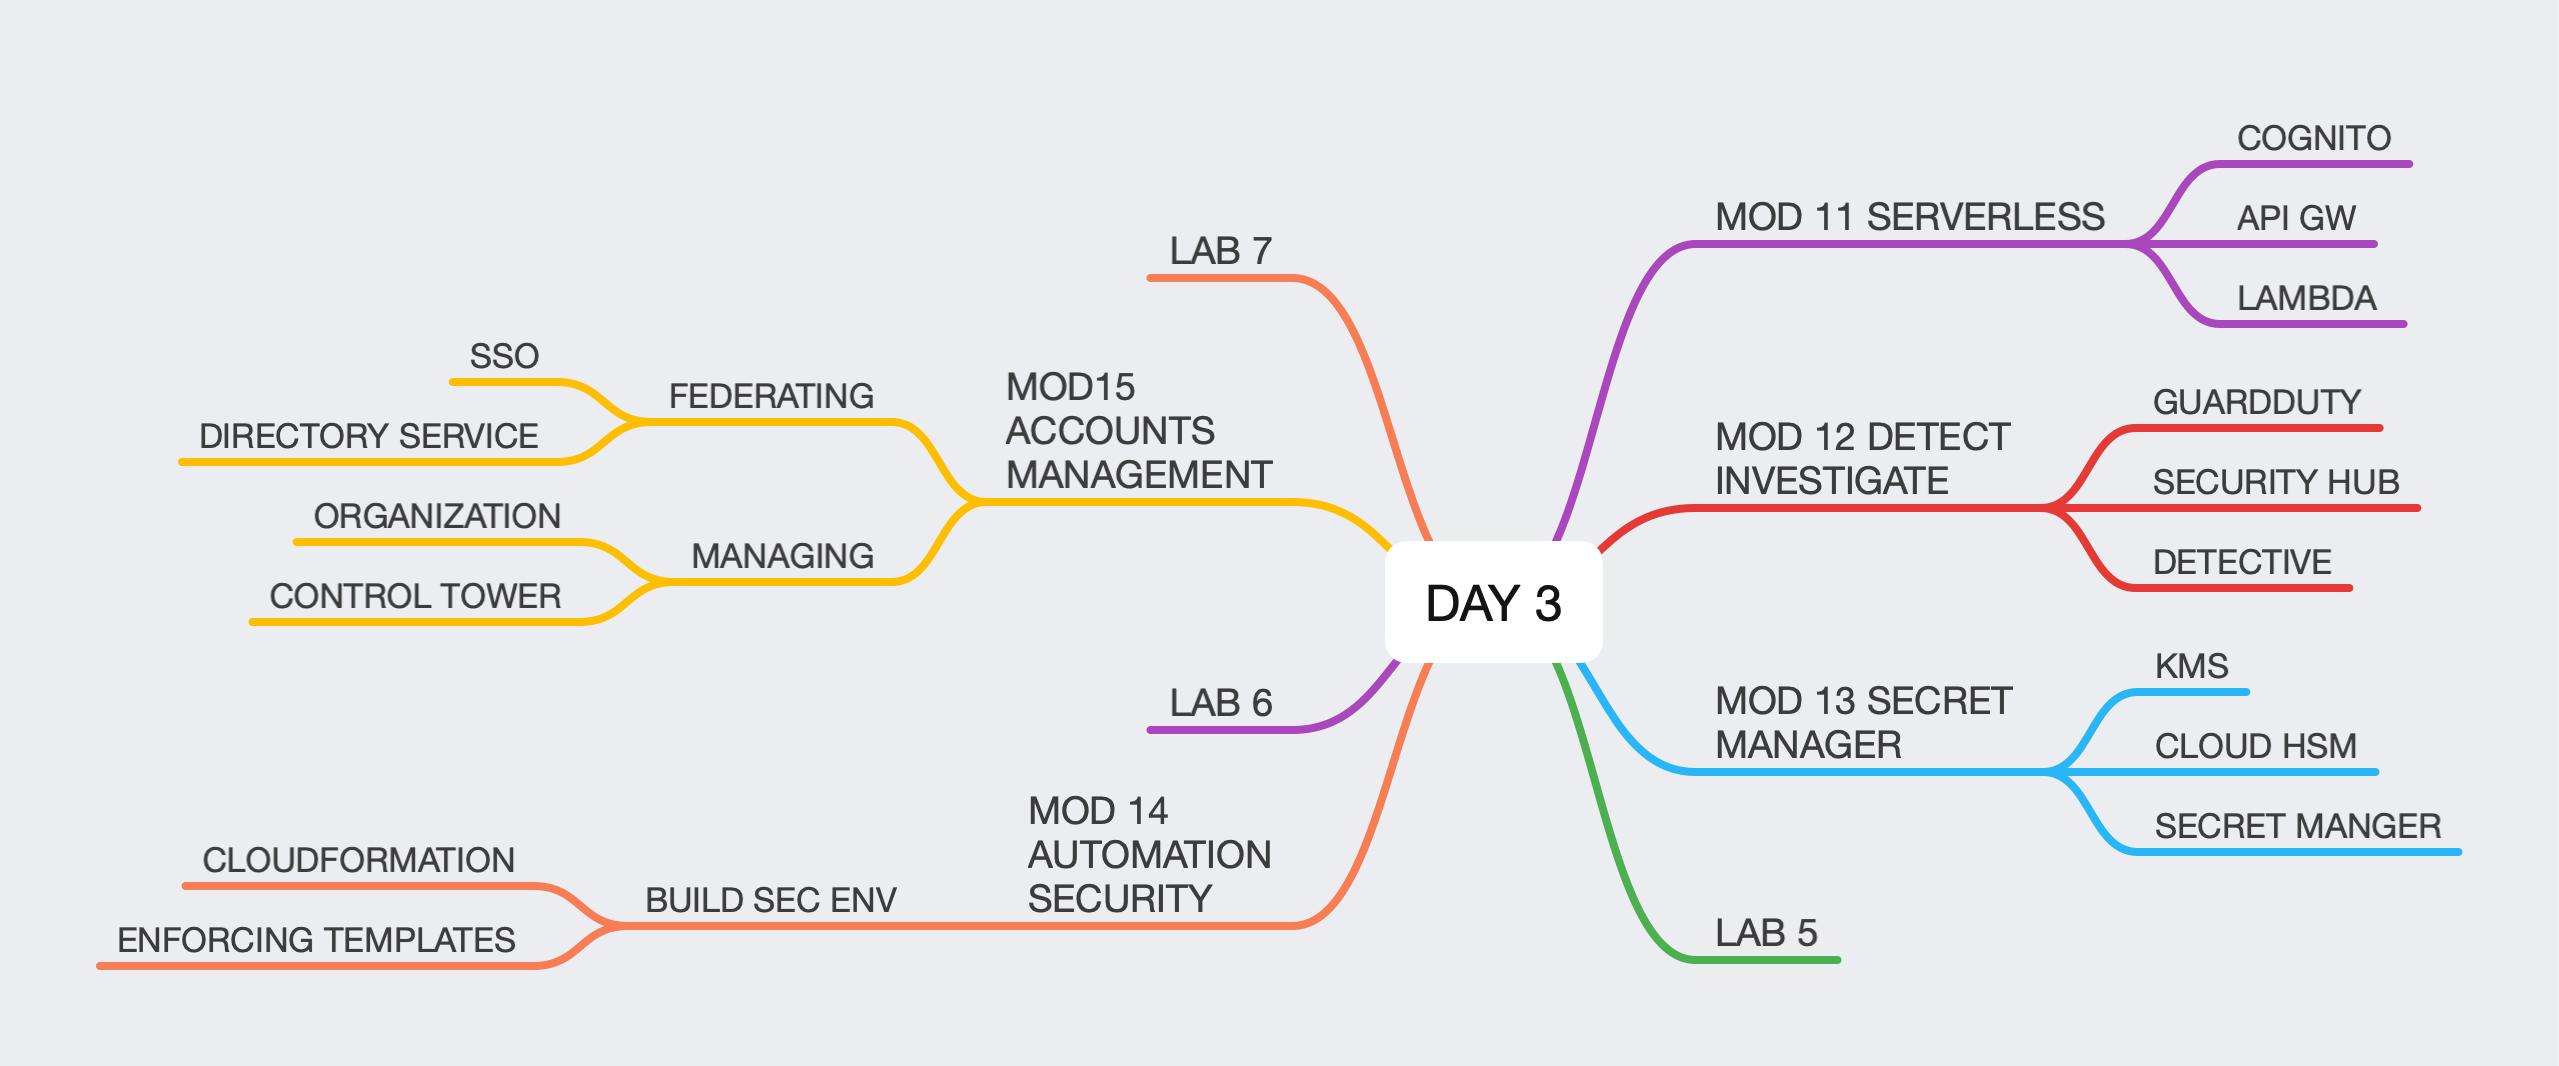 DAY 3
MOD 11 SERVERLESS
COGNITO
API GW
LAMBDA
MOD 12 DETECT
INVESTIGATE
GUARDDUTY
SECURITY HUB
DETECTIVE
MOD 13 SECRET
MANAGER
KMS
CLOUD HSM
SECRET MANGER
LAB 5
MOD 14
AUTOMATION
SECURITY
BUILD SEC ENV
CLOUDFORMATION
ENFORCING TEMPLATES
LAB 6
MOD15
ACCOUNTS
MANAGEMENT
FEDERATING
SSO
DIRECTORY SERVICE
MANAGING
ORGANIZATION
CONTROL TOWER
LAB 7